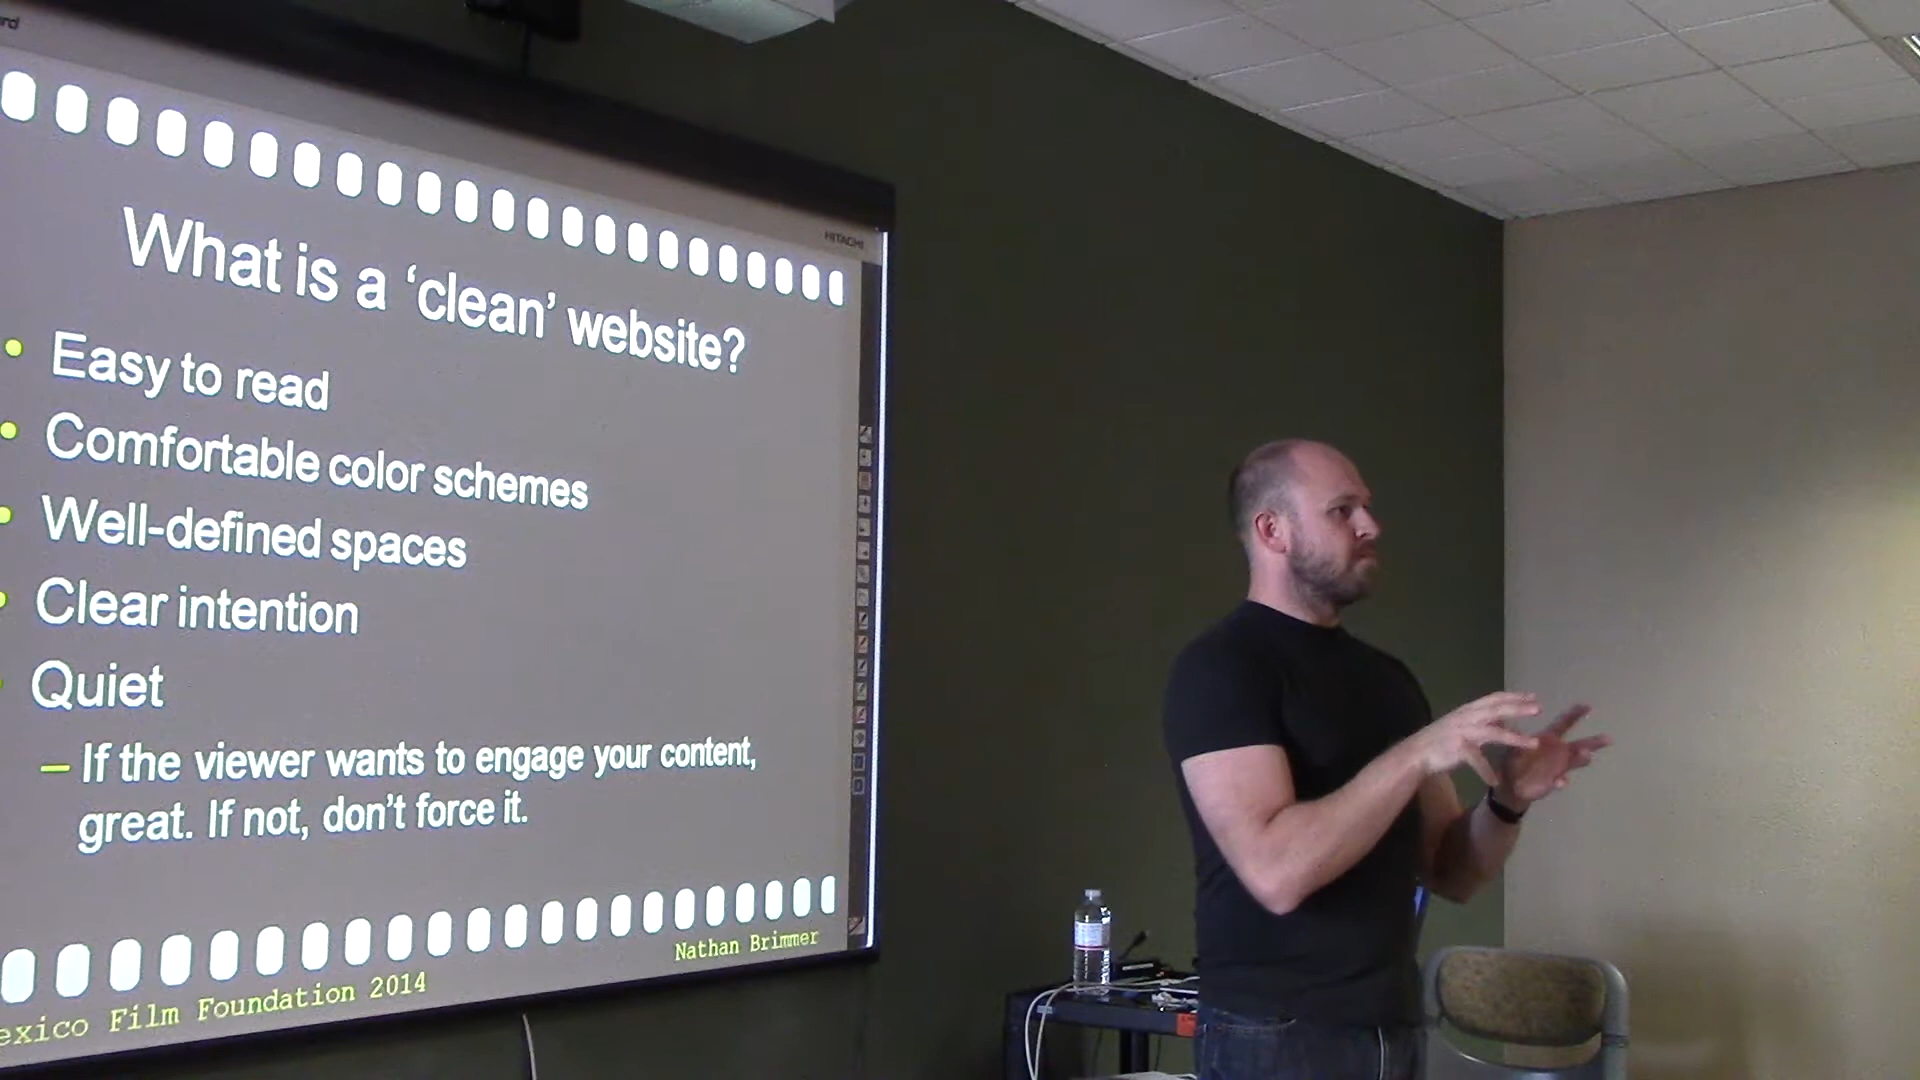 HITACHI
What is a ‘clean’ website?
• Easy to read
• Comfortable color schemes
• Well-defined spaces
• Clear intention
• Quiet
– If the viewer wants to engage your content,
great. If not, don’t force it.
Nathan Brimmer
exico Film Foundation 2014